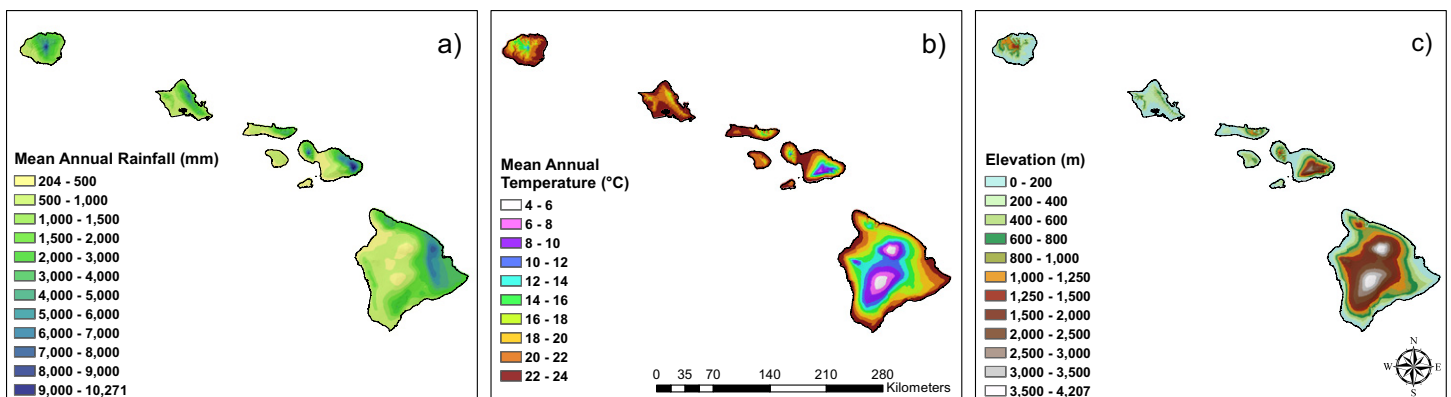 a)
Mean Annual Rainfall (mm)
204 - 500
500 - 1,000
1,000 - 1,500
1,500 - 2,000
2,000 - 3,000
3,000 - 4,000
4,000 - 5,000
5,000 - 6,000
6,000 - 7,000
7,000 - 8,000
8,000 - 9,000
9,000 - 10,271
b)
Mean Annual
Temperature (°C)
4 - 6
6 - 8
8 - 10
10 - 12
12 - 14
14 - 16
16 - 18
18 - 20
20 - 22
22 - 24
0 35 70 140 210 280
Kilometers
c)
Elevation (m)
0 - 200
200 - 400
400 - 600
600 - 800
800 - 1,000
1,000 - 1,250
1,250 - 1,500
1,500 - 2,000
2,000 - 2,500
2,500 - 3,000
3,000 - 3,500
3,500 - 4,207
N
W E
S